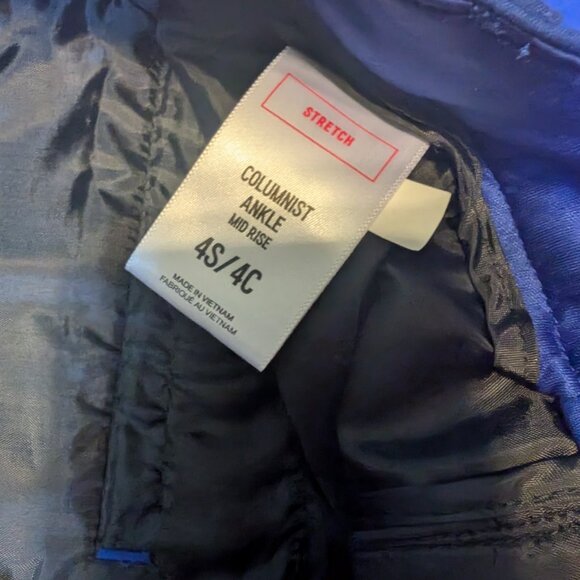 STRETCH
COLUMNIST
ANKLE
MID RISE
4S/4C
MADE IN VIETNAM
FABRIQUÉ AU VIETNAM